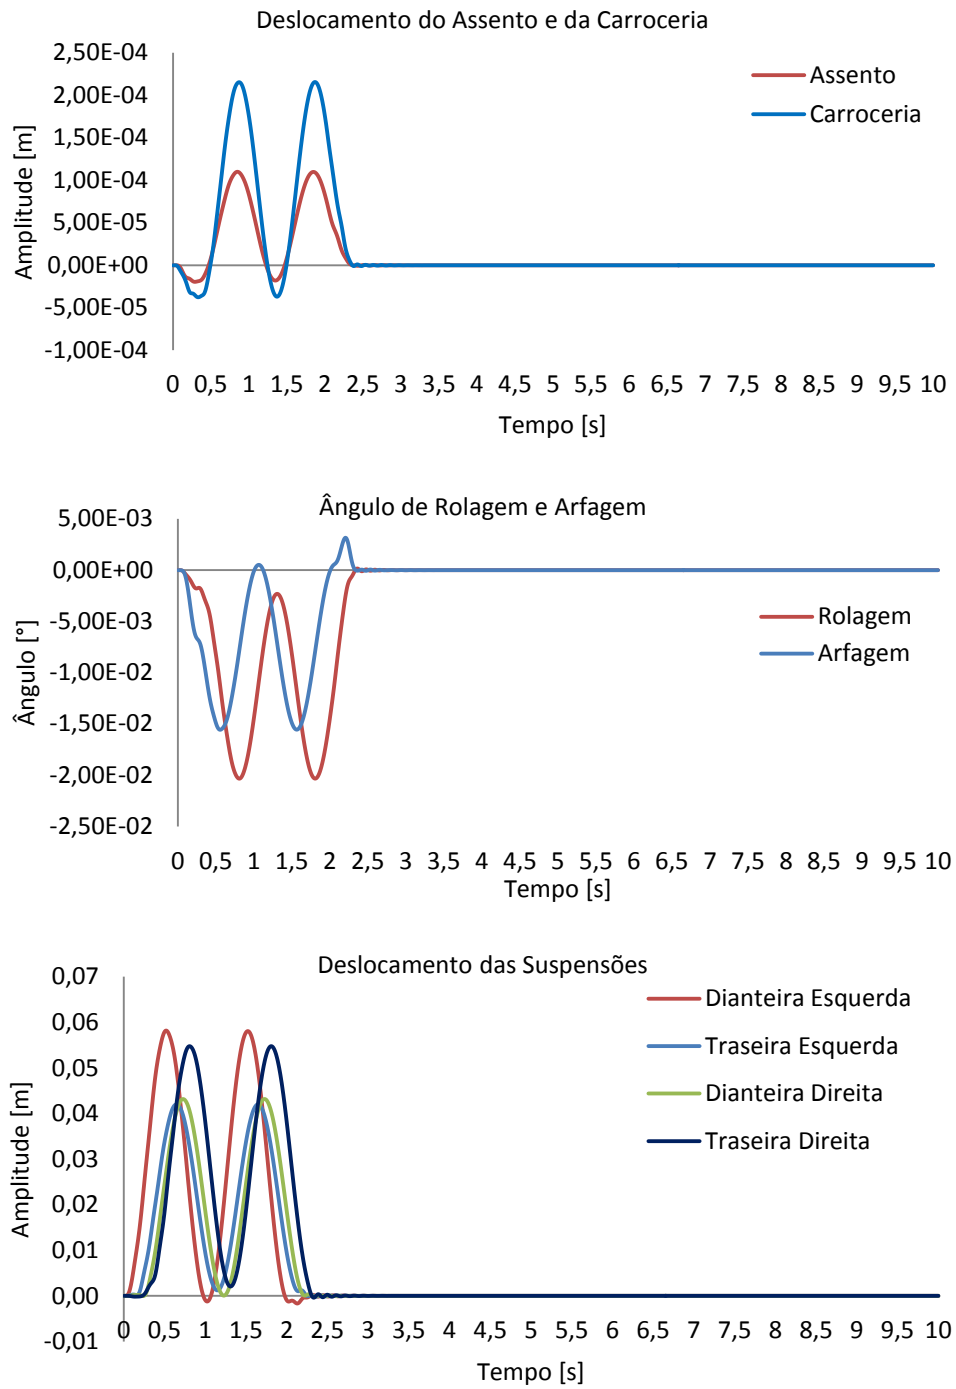 Deslocamento do Assento e da Carroceria
2,50E-04
2,00E-04
1,50E-04
1,00E-04
5,00E-05
0,00E+00
-5,00E-05
-1,00E-04
Amplitude [m]
Assento
Carroceria
0 0,5 1 1,5 2 2,5 3 3,5 4 4,5 5 5,5 6 6,5 7 7,5 8 8,5 9 9,5 10
Tempo [s]
Ângulo de Rolagem e Arfagem
5,00E-03
0,00E+00
-5,00E-03
-1,00E-02
-1,50E-02
-2,00E-02
-2,50E-02
Ângulo [°]
Rolagem
Arfagem
0 0,5 1 1,5 2 2,5 3 3,5 4 4,5 5 5,5 6 6,5 7 7,5 8 8,5 9 9,5 10
Tempo [s]
Deslocamento das Suspensões
0,07
0,06
0,05
0,04
0,03
0,02
0,01
0,00
-0,01
Amplitude [m]
Dianteira Esquerda
Traseira Esquerda
Dianteira Direita
Traseira Direita
0 0,5 1 1,5 2 2,5 3 3,5 4 4,5 5 5,5 6 6,5 7 7,5 8 8,5 9 9,5 10
Tempo [s]